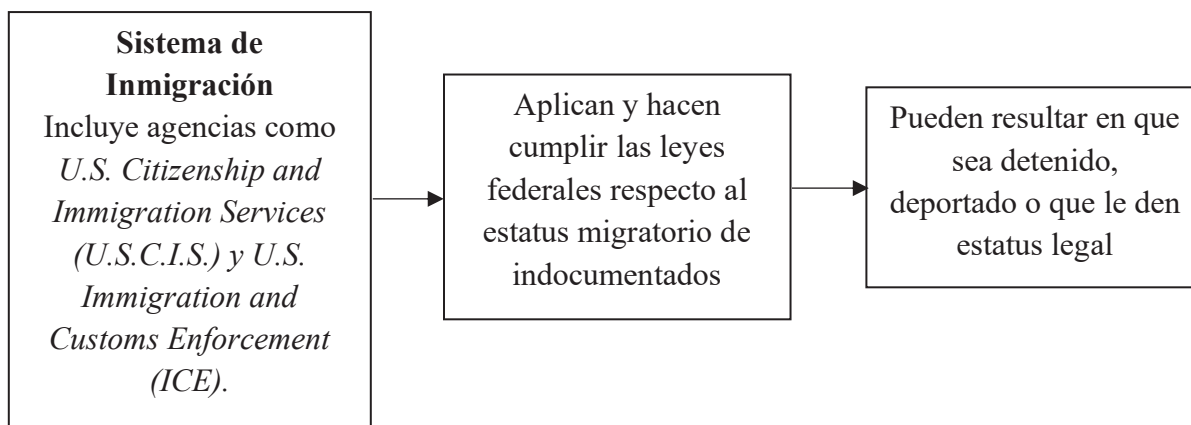 Sistema de
Inmigración
Incluye agencias como
U.S. Citizenship and
Immigration Services
(U.S.C.I.S.) y U.S.
Immigration and
Customs Enforcement
(ICE).
Aplican y hacen
cumplir las leyes
federales respecto al
estatus migratorio de
indocumentados
Pueden resultar en que
sea detenido,
deportado o que le den
estatus legal